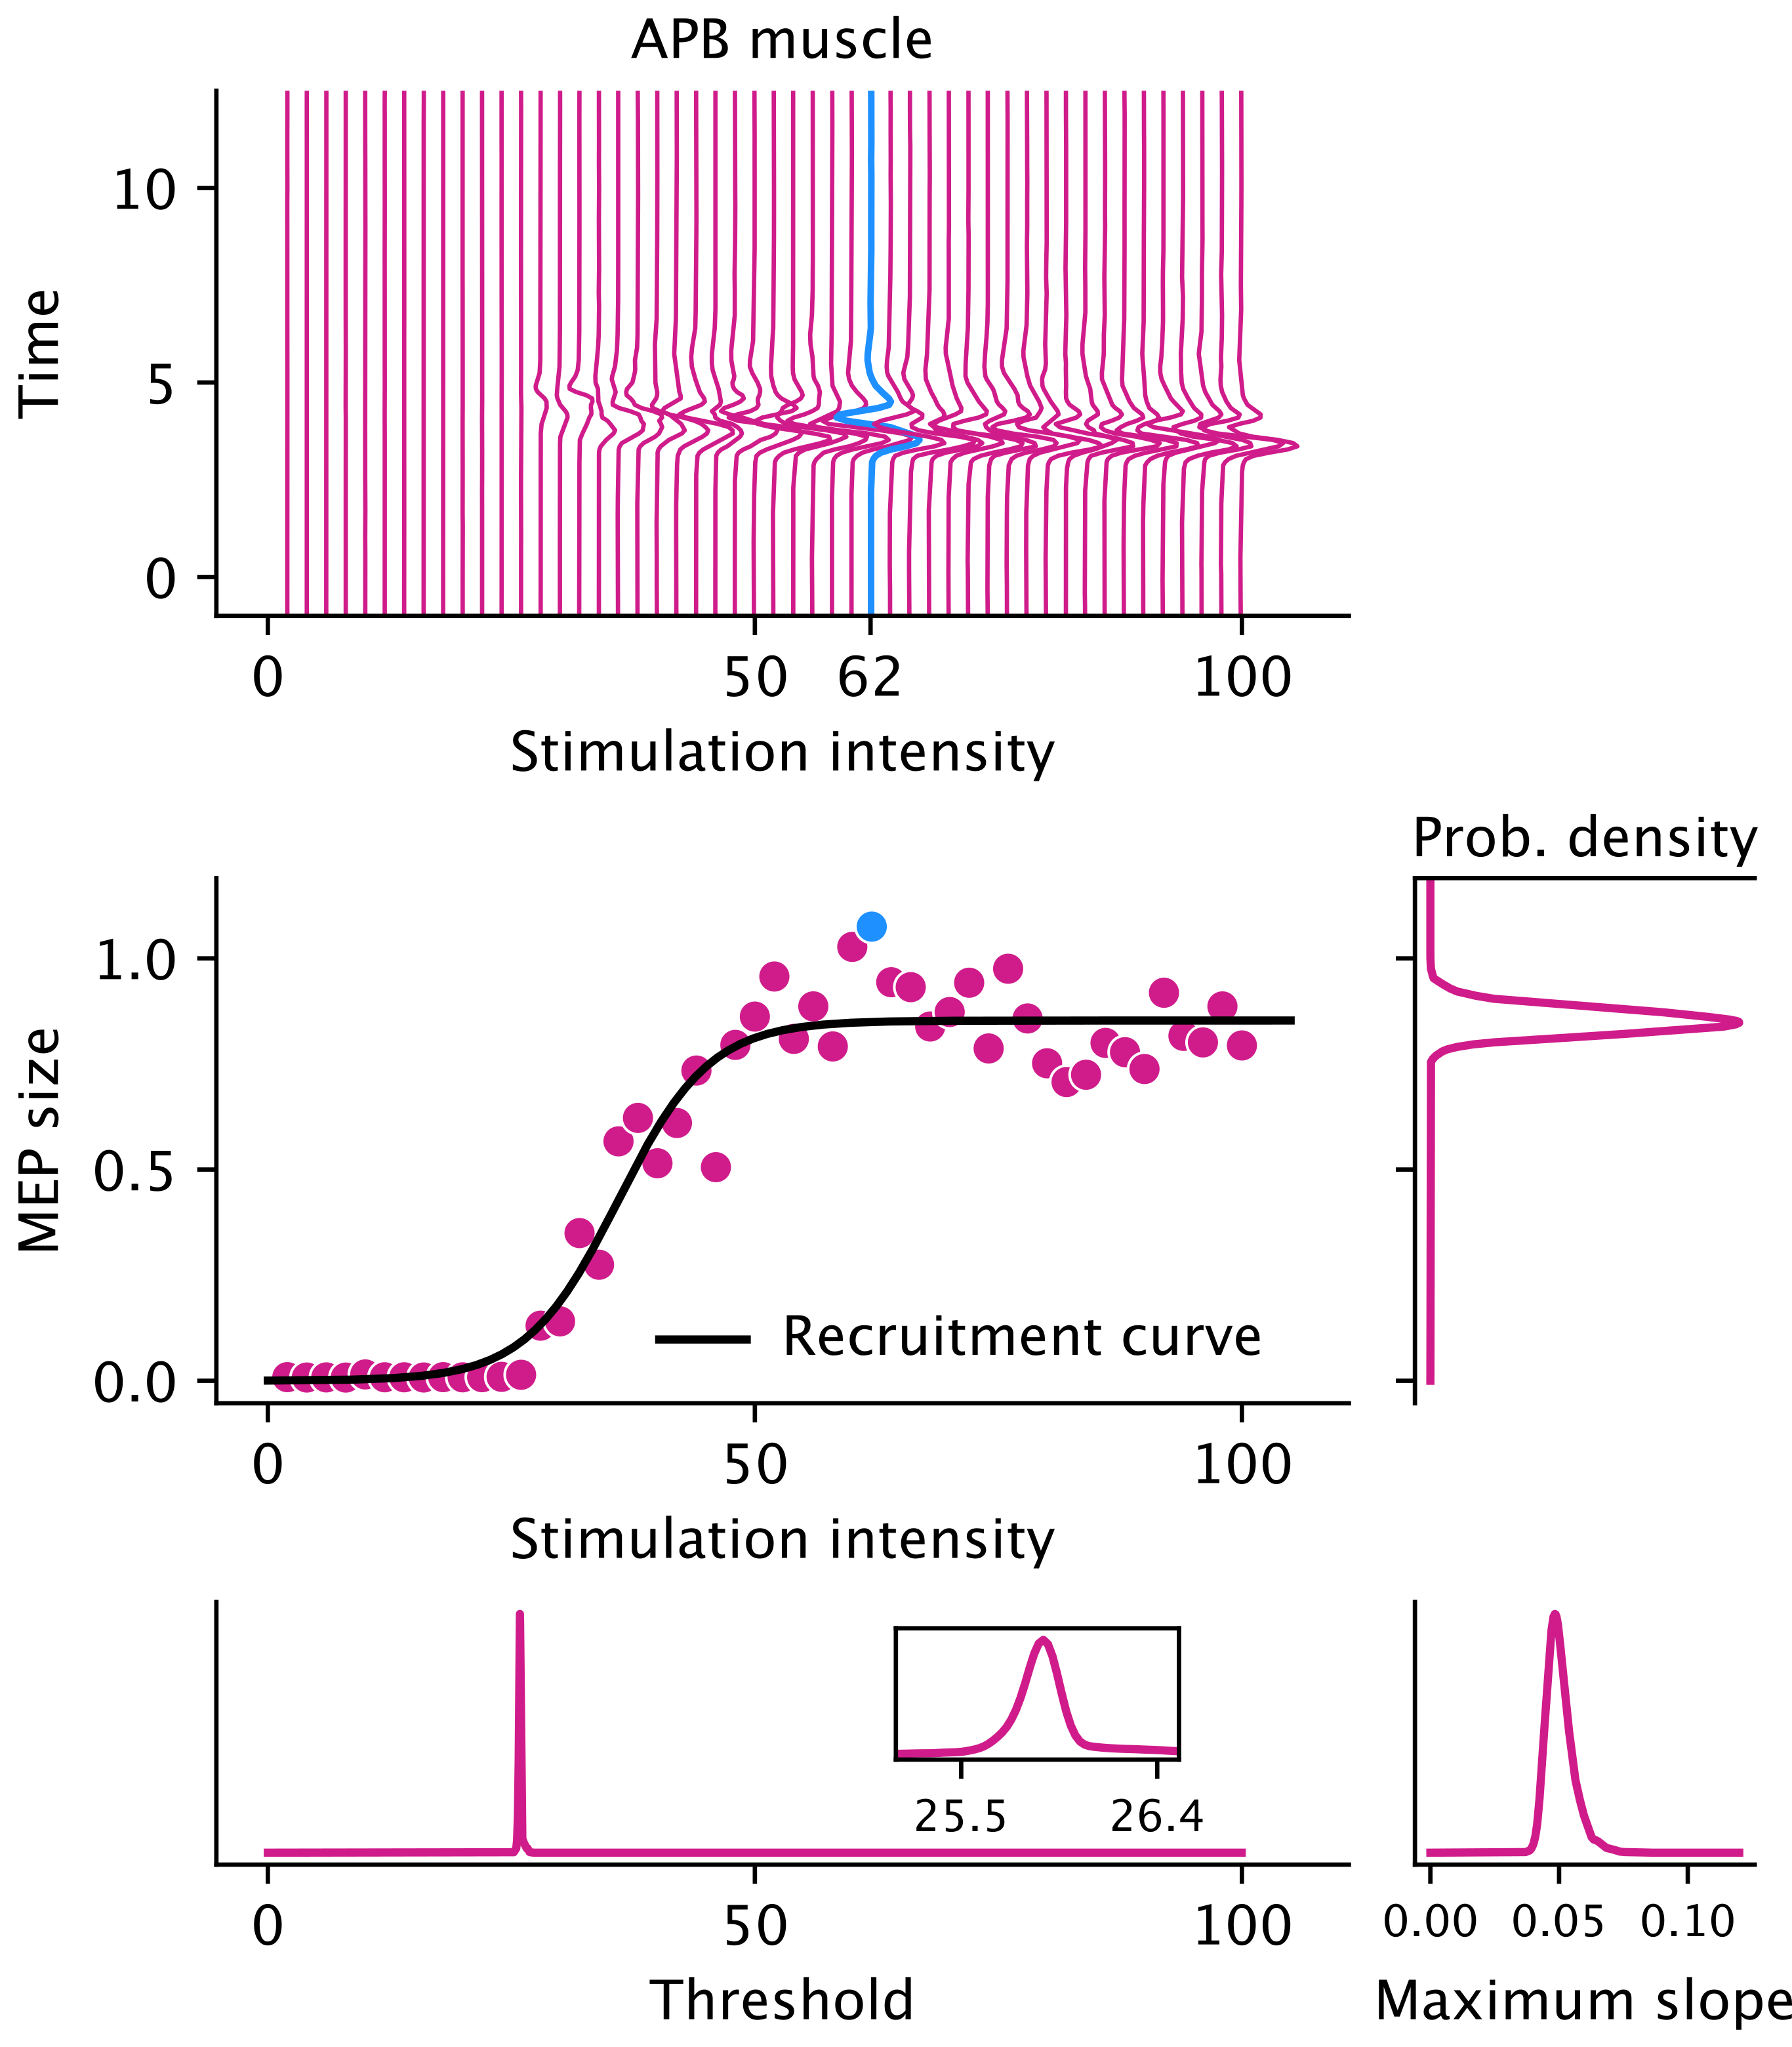 APB muscle
10
5
0
Time
0 50 62 100
Stimulation intensity
Prob. density
1.0
0.5
0.0
MEP size
Recruitment curve
0 50 100
Stimulation intensity
25.5 26.4
0 50 100
Threshold
0.00 0.05 0.10
Maximum slope